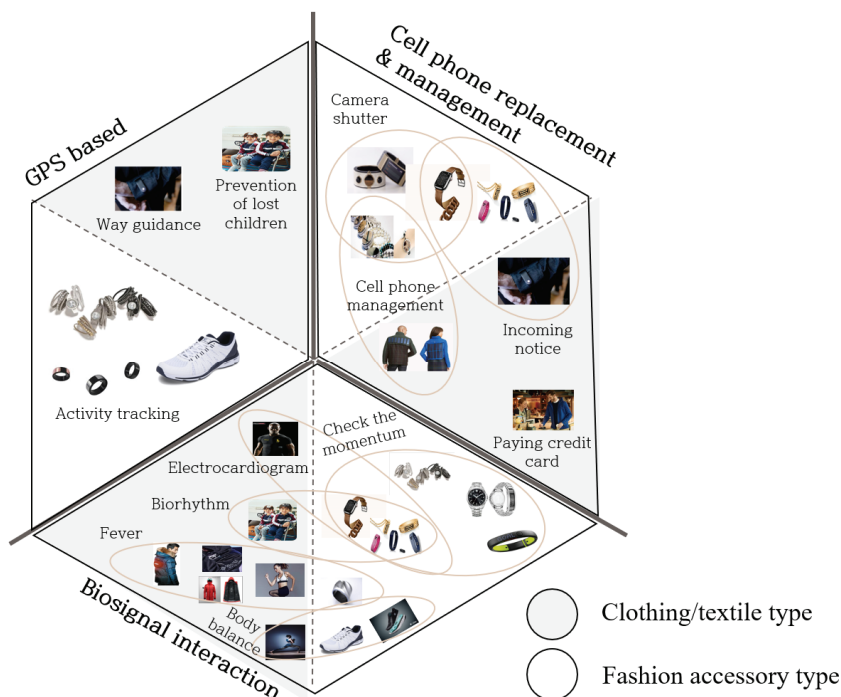 Cell phone replacement
& management
GPS based
Camera
shutter
Prevention
of lost
children
Way guidance
Cell phone
management
Incoming
notice
Activity tracking
Paying credit
card
Check the
momentum
Electrocardiogram
Biorhythm
Fever
Body
balance
Biosignal interaction
Clothing/textile type
Fashion accessory type